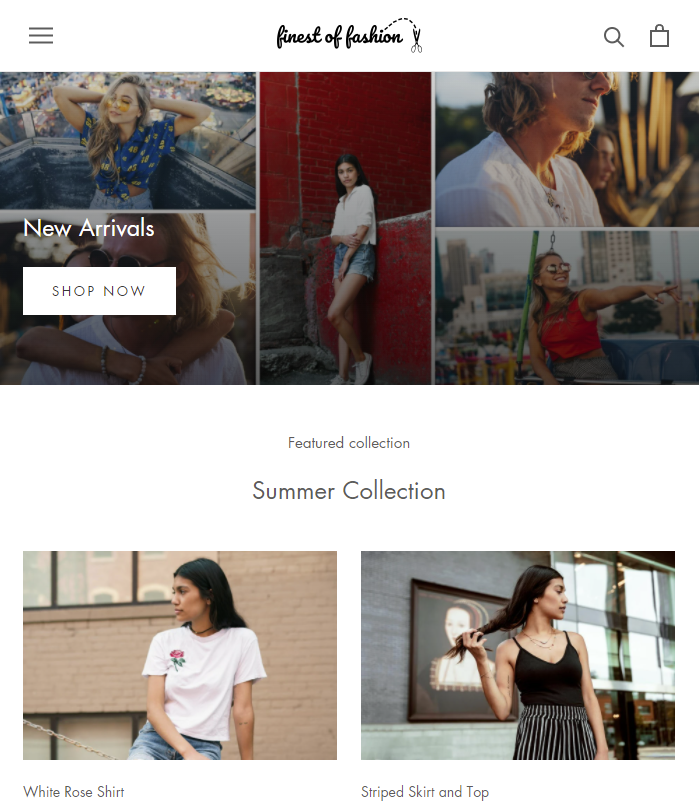 finest of fashion
New Arrivals
SHOP NOW
Featured collection
Summer Collection
White Rose Shirt
Striped Skirt and Top